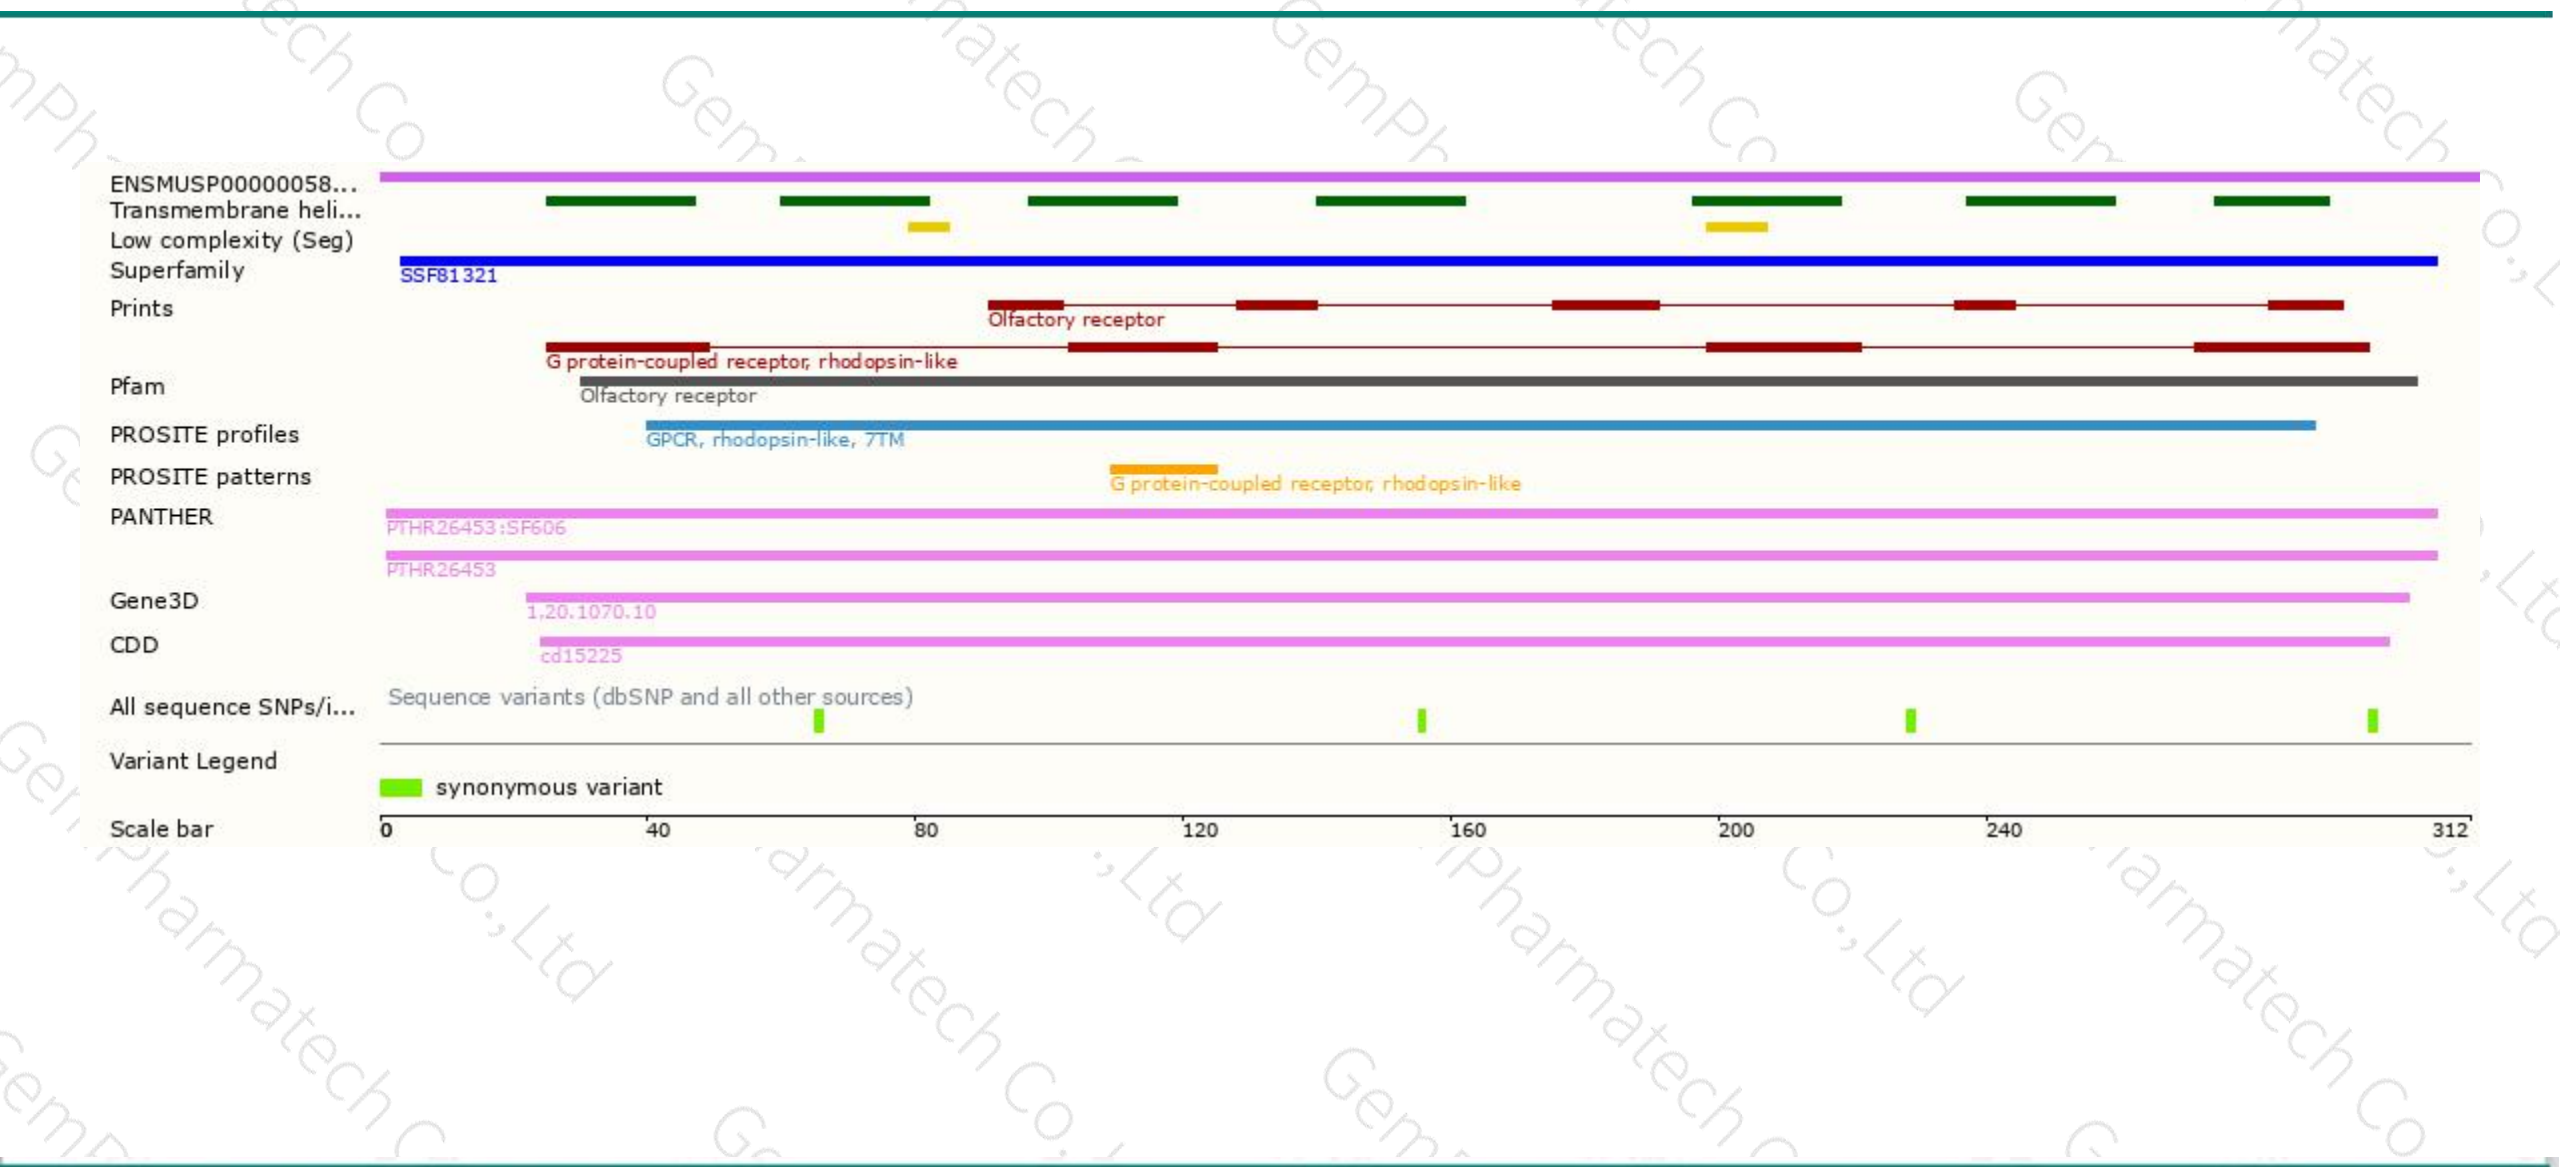 ENSMUSP00000058...
Transmembrane heli...
Low complexity (Seg)
Superfamily
SSF81321
Prints
Olfactory receptor
G protein-coupled receptor, rhodopsin-like
Pfam
Olfactory receptor
PROSITE profiles
GPCR, rhodopsin-like, 7TM
PROSITE patterns
G protein-coupled receptor, rhodopsin-like
PANTHER
PTHR26453:SF606
PTHR26453
Gene3D
1.20.1070.10
CDD
cd15225
Sequence variants (dbSNP and all other sources)
All sequence SNPs/i...
Variant Legend
synonymous variant
Scale bar
0 40 80 120 160 200 240 312